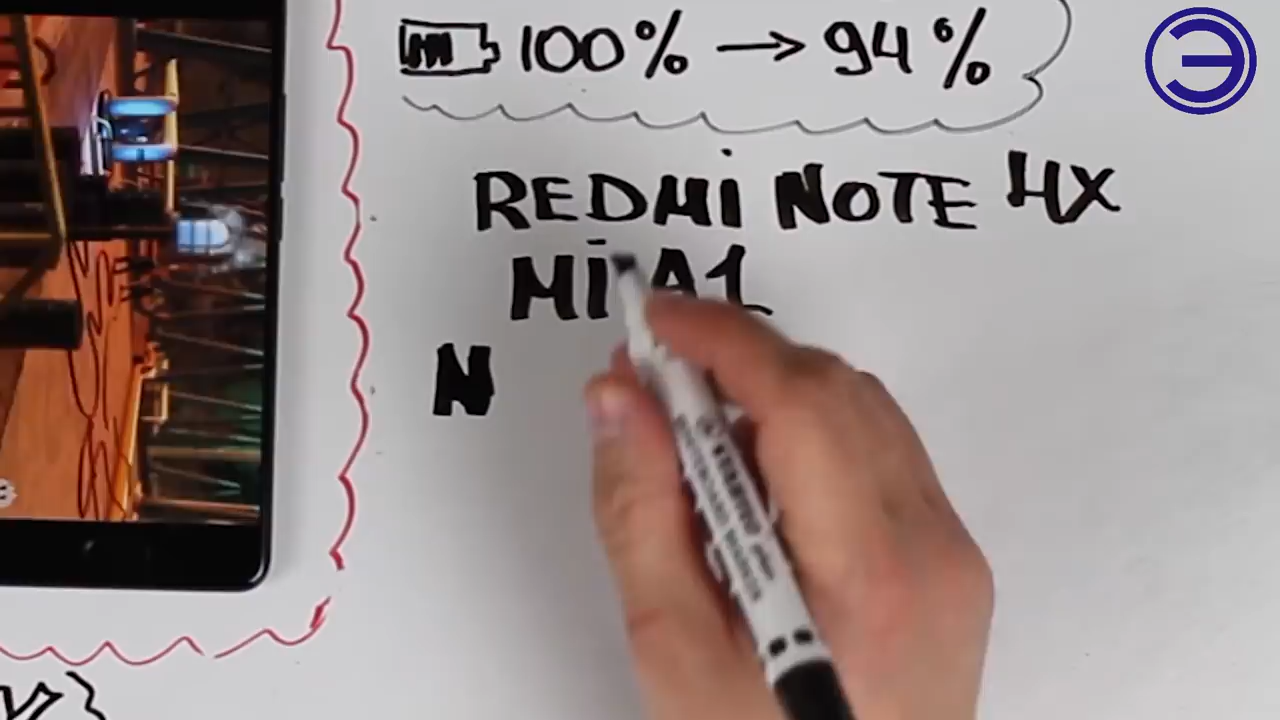 100% → 94%
REDMI NOTE 4X
MI A1
N
Э